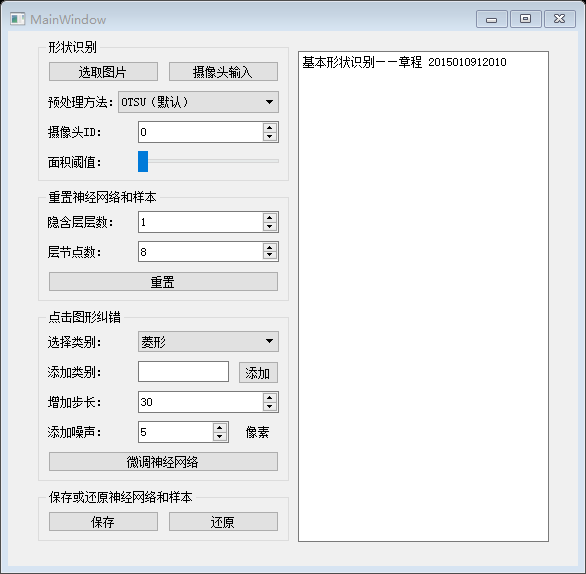 MainWindow
形状识别
选取图片 摄像头输入
预处理方法: OTSU (默认)
摄像头ID: 0
面积阈值:
重置神经网络和样本
隐含层层数: 1
层节点数: 8
重置
点击图形纠错
选择类别: 菱形
添加类别: 添加
增加步长: 30
添加噪声: 5 像素
微调神经网络
保存或还原神经网络和样本
保存 还原
基本形状识别——章程 2015010912010